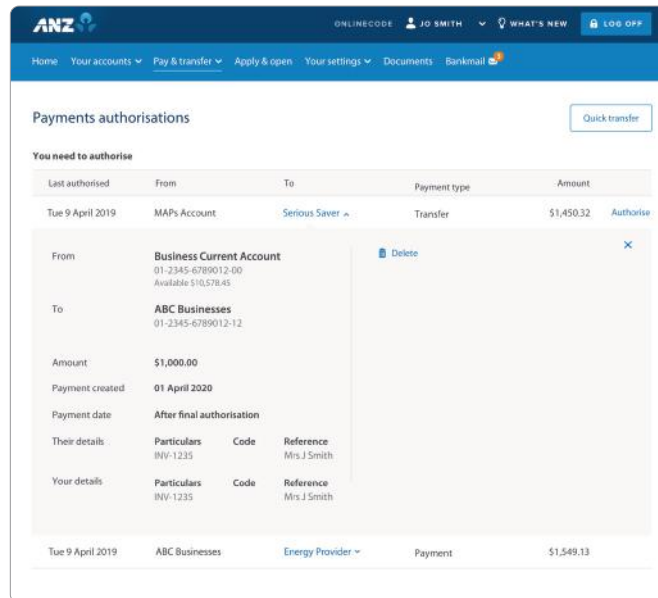 ANZ ONLINECODE JO SMITH WHAT'S NEW LOG OFF
Home Your accounts Pay & transfer Apply & open Your settings Documents Bankmail 5
Payments authorisations Quick transfer
You need to authorise
Last authorised From To Payment type Amount
Tue 9 April 2019 MAPs Account Serious Saver Transfer $1,450.32 Authorise
From Business Current Account Delete
01-2345-6789012-00
Available $10,578.45
To ABC Businesses
01-2345-6789012-12
Amount $1,000.00
Payment created 01 April 2020
Payment date After final authorisation
Their details Particulars Code Reference
INV-1235 Mrs J Smith
Your details Particulars Code Reference
INV-1235 Mrs J Smith
Tue 9 April 2019 ABC Businesses Energy Provider Payment $1,549.13